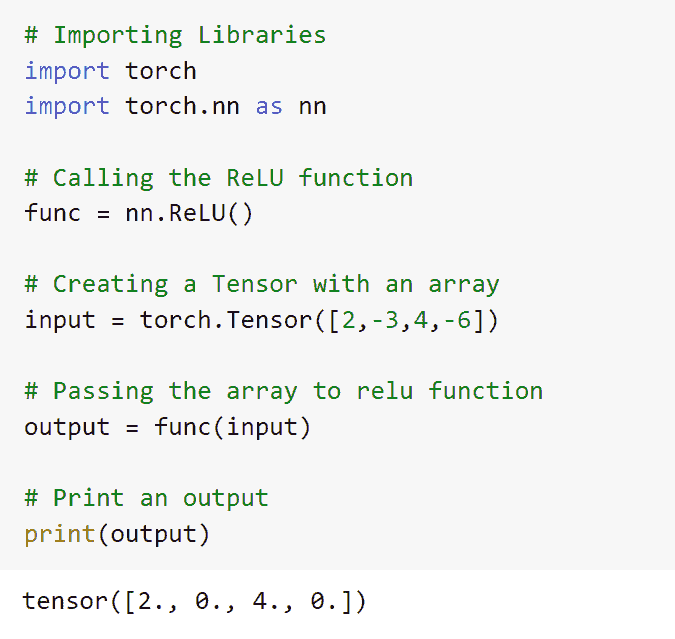 # Importing Libraries
import torch
import torch.nn as nn
# Calling the ReLU function
func = nn.ReLU()
# Creating a Tensor with an array
input = torch.Tensor([2,-3,4,-6])
# Passing the array to relu function
output = func(input)
# Print an output
print(output)
tensor([2., 0., 4., 0.])